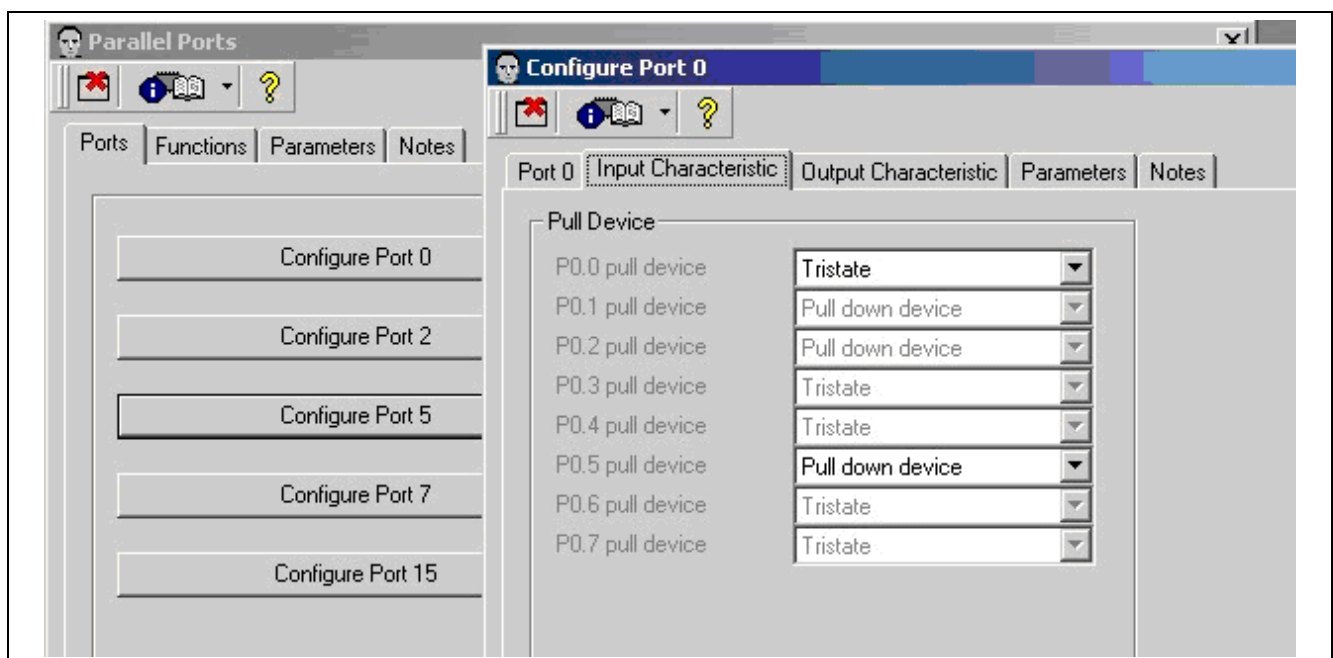 Parallel Ports
Ports Functions Parameters Notes
Configure Port 0
Configure Port 2
Configure Port 5
Configure Port 7
Configure Port 15
Configure Port 0
Port 0 Input Characteristic Output Characteristic Parameters Notes
Pull Device
P0.0 pull device Tristate
P0.1 pull device Pull down device
P0.2 pull device Pull down device
P0.3 pull device Tristate
P0.4 pull device Tristate
P0.5 pull device Pull down device
P0.6 pull device Tristate
P0.7 pull device Tristate